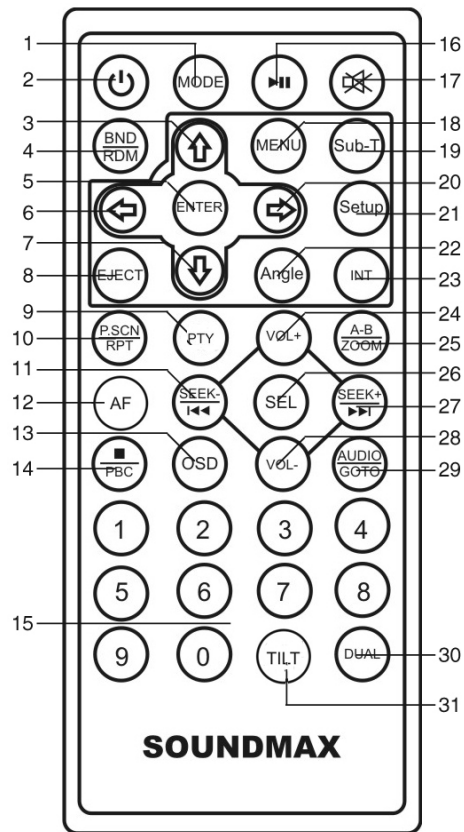 1 16
2 MODE 17
3
4 BND MENU Sub-T 18
RDM 19
5 20
6 ENTER Setup 21
7 22
8 EJECT Angle INT 23
9 24
10 P.SCN PTY VOL+ A-B 25
RPT ZOOM
11 SEEK- SEL SEEK+ 26
12 AF 27
13 28
14 PBC OSD VOL- AUDIO 29
GOTO
1 2 3 4
5 6 7 8
15
9 0 TILT DUAL 30
31
SOUNDMAX